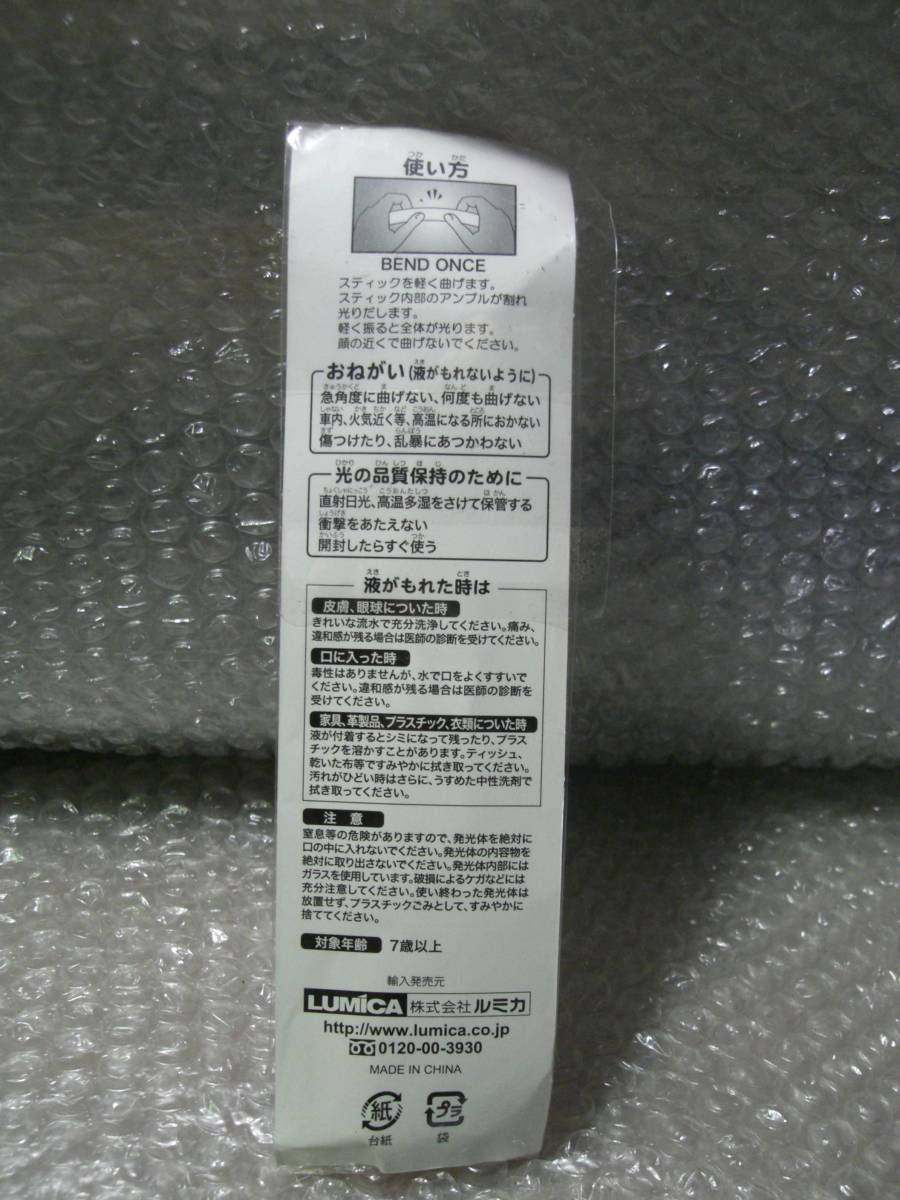 使い方
BEND ONCE
スティックを軽く曲げます。
スティック内部のアンプルが割れ
光りだします。
軽く振ると全体が光ります。
顔の近くで曲げないでください。
おねがい(液がもれないように)
急角度に曲げない、何度も曲げない
車内、火気近く等、高温になる所におかない
傷つけたり、乱暴にあつかわない
光の品質保持のために
直射日光、高温多湿をさけて保管する
衝撃をあたえない
開封したらすぐ使う
液がもれた時は
皮膚、眼球についた時
きれいな流水で充分洗浄してください。痛み、
違和感が残る場合は医師の診断を受けてください。
口に入った時
毒性はありませんが、水で口をよくすすいで
ください。違和感が残る場合は医師の診断を
受けてください。
家具、革製品、プラスチック、衣類についた時
液が付着するとシミになって残ったり、プラス
チックを溶かすことがあります。ティッシュ、
乾いた布等ですみやかに拭き取ってください。
汚れがひどい時はさらに、うすめた中性洗剤で
拭き取ってください。
注意
窒息等の危険がありますので、発光体を絶対に
口の中に入れないでください。発光体の内容物を
絶対に取り出さないでください。発光体内部には
ガラスを使用しています。破損によるケガなどには
充分注意してください。使い終わった発光体は
放置せず、プラスチックごみとして、すみやかに
捨ててください。
対象年齢 7歳以上
輸入発売元
LUMICA 株式会社ルミカ
http://www.lumica.co.jp
0120-00-3930
MADE IN CHINA
紙 プラ
台紙 袋